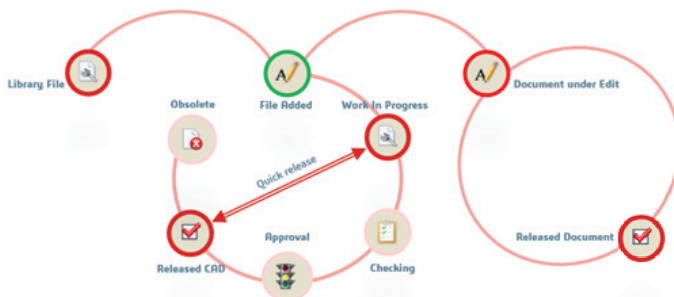 Library File
File Added
Document under Edit
Obsolete
Work In Progress
Quick release
Released CAD
Approval
Checking
Released Document